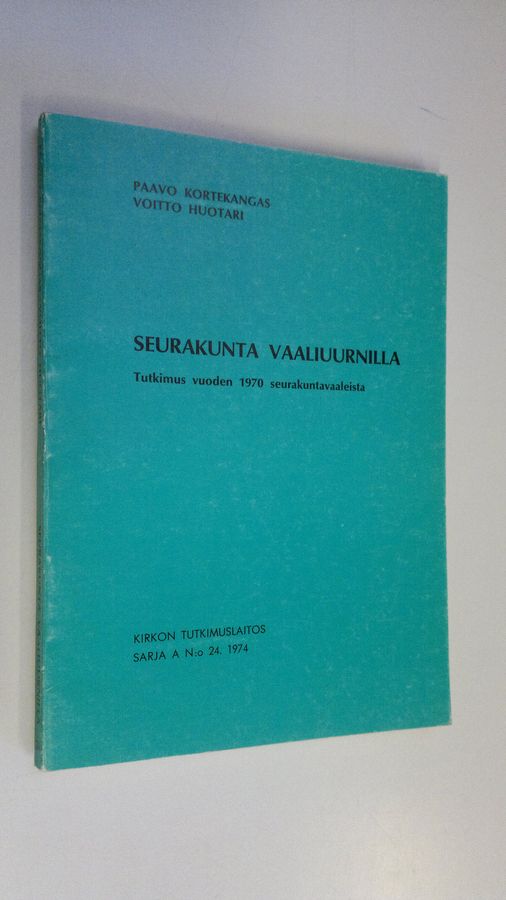 PAAVO KORTEKANGAS
VOITTO HUOTARI
SEURAKUNTA VAALIUURNILLA
Tutkimus vuoden 1970 seurakuntavaaleista
KIRKON TUTKIMUSLAITOS
SARJA A N:o 24. 1974